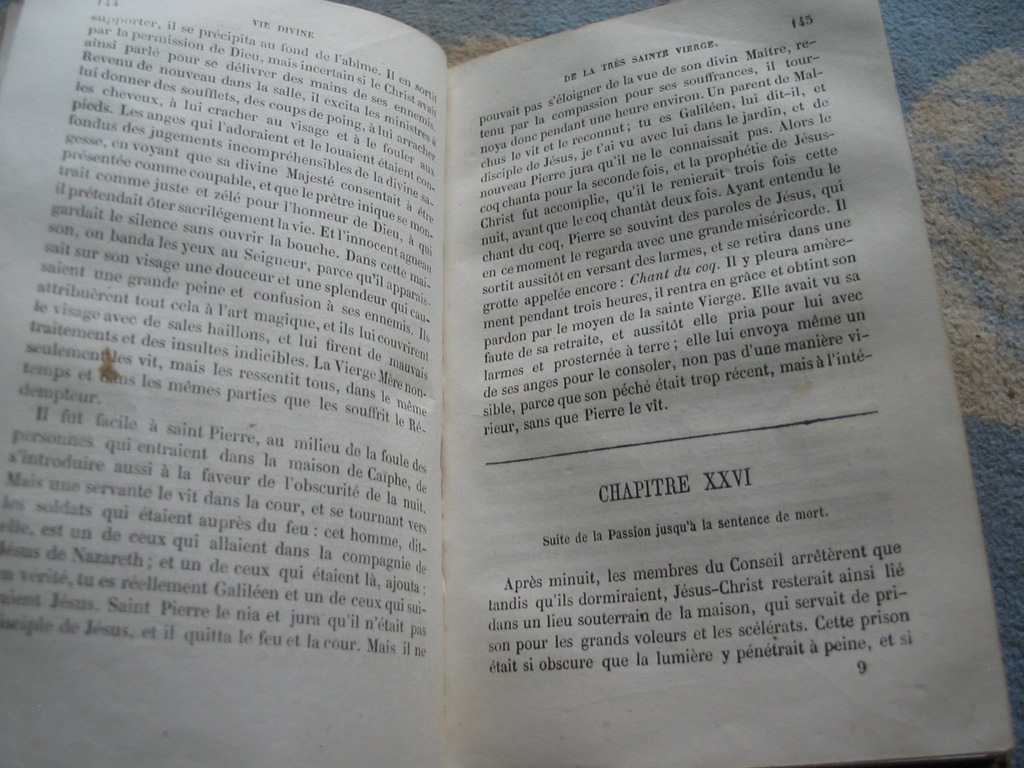 144
VIE DIVINE
supporter, il se précipita au fond de l'abîme. Il en sortit
par la permission de Dieu, mais incertain si le Christ avait
ainsi parlé pour se délivrer des mains de ses ennemis.
Revenu de nouveau dans la salle, il excita les ministres à
lui donner des soufflets, des coups de poing, à lui arracher
les cheveux, à lui cracher au visage et à le fouler aux
pieds. Les anges qui l'adoraient et le louaient étaient con-
fondus des jugements incompréhensibles de la divine sa-
gesse, en voyant que sa divine Majesté consentait à être
présentée comme coupable, et que le prêtre inique se mon-
trait comme juste et zélé pour l'honneur de Dieu, à qui
il prétendait ôter sacrilégement la vie. Et l'innocent agneau
gardait le silence sans ouvrir la bouche. Dans cette mai-
son, on banda les yeux au Seigneur, parce qu'il apparais-
sait sur son visage une douceur et une splendeur qui cau-
saient une grande peine et confusion à ses ennemis. Ils
attribuèrent tout cela à l'art magique, et ils lui couvrirent
le visage avec de sales haillons, et lui firent de mauvais
traitements et des insultes indicibles. La Vierge Mère non-
seulement les vit, mais les ressentit tous, dans le même
temps et dans les mêmes parties que les souffrit le Ré-
dempteur.
Il fut facile à saint Pierre, au milieu de la foule des
personnes qui entraient dans la maison de Caïphe, de
s'introduire aussi à la faveur de l'obscurité de la nuit.
Mais une servante le vit dans la cour, et se tournant vers
les soldats qui étaient auprès du feu : cet homme, dit-
elle, est un de ceux qui allaient dans la compagnie de
Jésus de Nazareth ; et un de ceux qui étaient là, ajouta :
en vérité, tu es réellement Galiléen et un de ceux qui sui-
vaient Jésus. Saint Pierre le nia et jura qu'il n'était pas
disciple de Jésus, et il quitta le feu et la cour. Mais il ne
DE LA TRÈS SAINTE VIERGE.
145
pouvait pas s'éloigner de la vue de son divin Maître, re-
tenu par la compassion pour ses souffrances, il tour-
noya donc pendant une heure environ. Un parent de Mal-
chus le vit et le reconnut ; tu es Galiléen, lui dit-il, et
disciple de Jésus, je t'ai vu avec lui dans le jardin, et de
nouveau Pierre jura qu'il ne le connaissait pas. Alors le
coq chanta pour la seconde fois, et la prophétie de Jésus-
Christ fut accomplie, qu'il le renierait trois fois cette
nuit, avant que le coq chantât deux fois. Ayant entendu le
chant du coq, Pierre se souvint des paroles de Jésus, qui
en ce moment le regarda avec une grande miséricorde. Il
sortit aussitôt en versant des larmes, et se retira dans une
grotte appelée encore : Chant du coq. Il y pleura amère-
ment pendant trois heures, il rentra en grâce et obtint son
pardon par le moyen de la sainte Vierge. Elle avait vu sa
faute de sa retraite, et aussitôt elle pria pour lui avec
larmes et prosternée à terre ; elle lui envoya même un
de ses anges pour le consoler, non pas d'une manière vi-
sible, parce que son péché était trop récent, mais à l'inté-
rieur, sans que Pierre le vit.
CHAPITRE XXVI
Suite de la Passion jusqu'à la sentence de mort.
Après minuit, les membres du Conseil arrêtèrent que
tandis qu'ils dormiraient, Jésus-Christ resterait ainsi lié
dans un lieu souterrain de la maison, qui servait de pri-
son pour les grands voleurs et les scélérats. Cette prison
était si obscure que la lumière y pénétrait à peine, et si
9